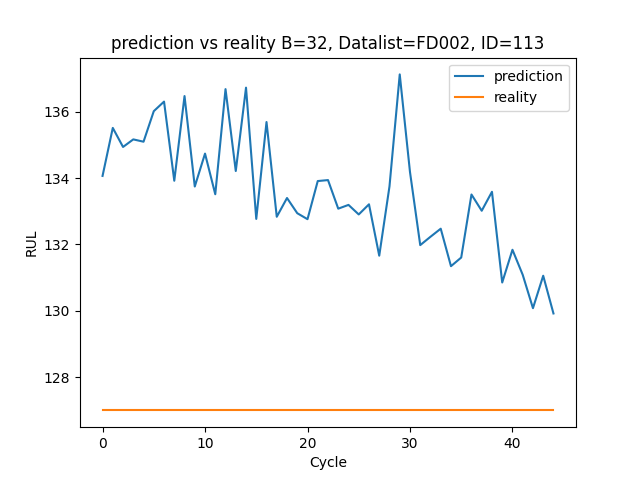 prediction vs reality B=32, Datalist=FD002, ID=113
prediction
reality
136
134
132
130
128
RUL
0 10 20 30 40
Cycle